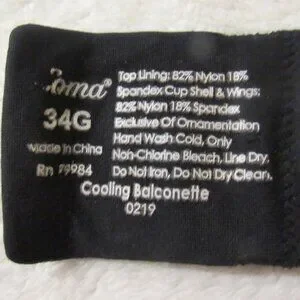 Soma
34G
Made in China
Rn 79984
Top Lining: 82% Nylon 18%
Spandex Cup Shell & Wings:
82% Nylon 18% Spandex
Exclusive Of Ornamentation
Hand Wash Cold, Only
Non-Chlorine Bleach, Line Dry.
Do Not Iron, Do Not Dry Clean.
Cooling Balconette
0219